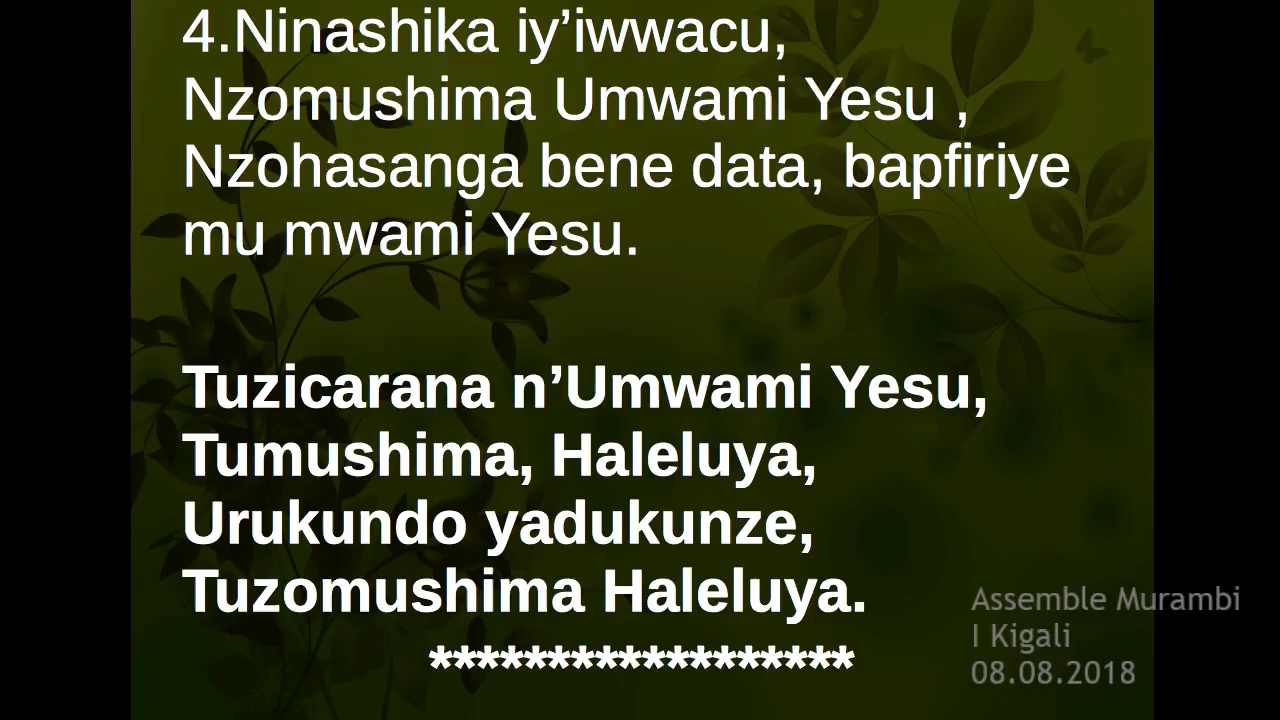 4.Ninashika iy’iwwacu,
Nzomushima Umwami Yesu ,
Nzohasanga bene data, bapfiriye
mu mwami Yesu.
Tuzicarana n’Umwami Yesu,
Tumushima, Haleluya,
Urukundo yadukunze,
Tuzomushima Haleluya.
******************
Assemble Murambi
I Kigali
08.08.2018